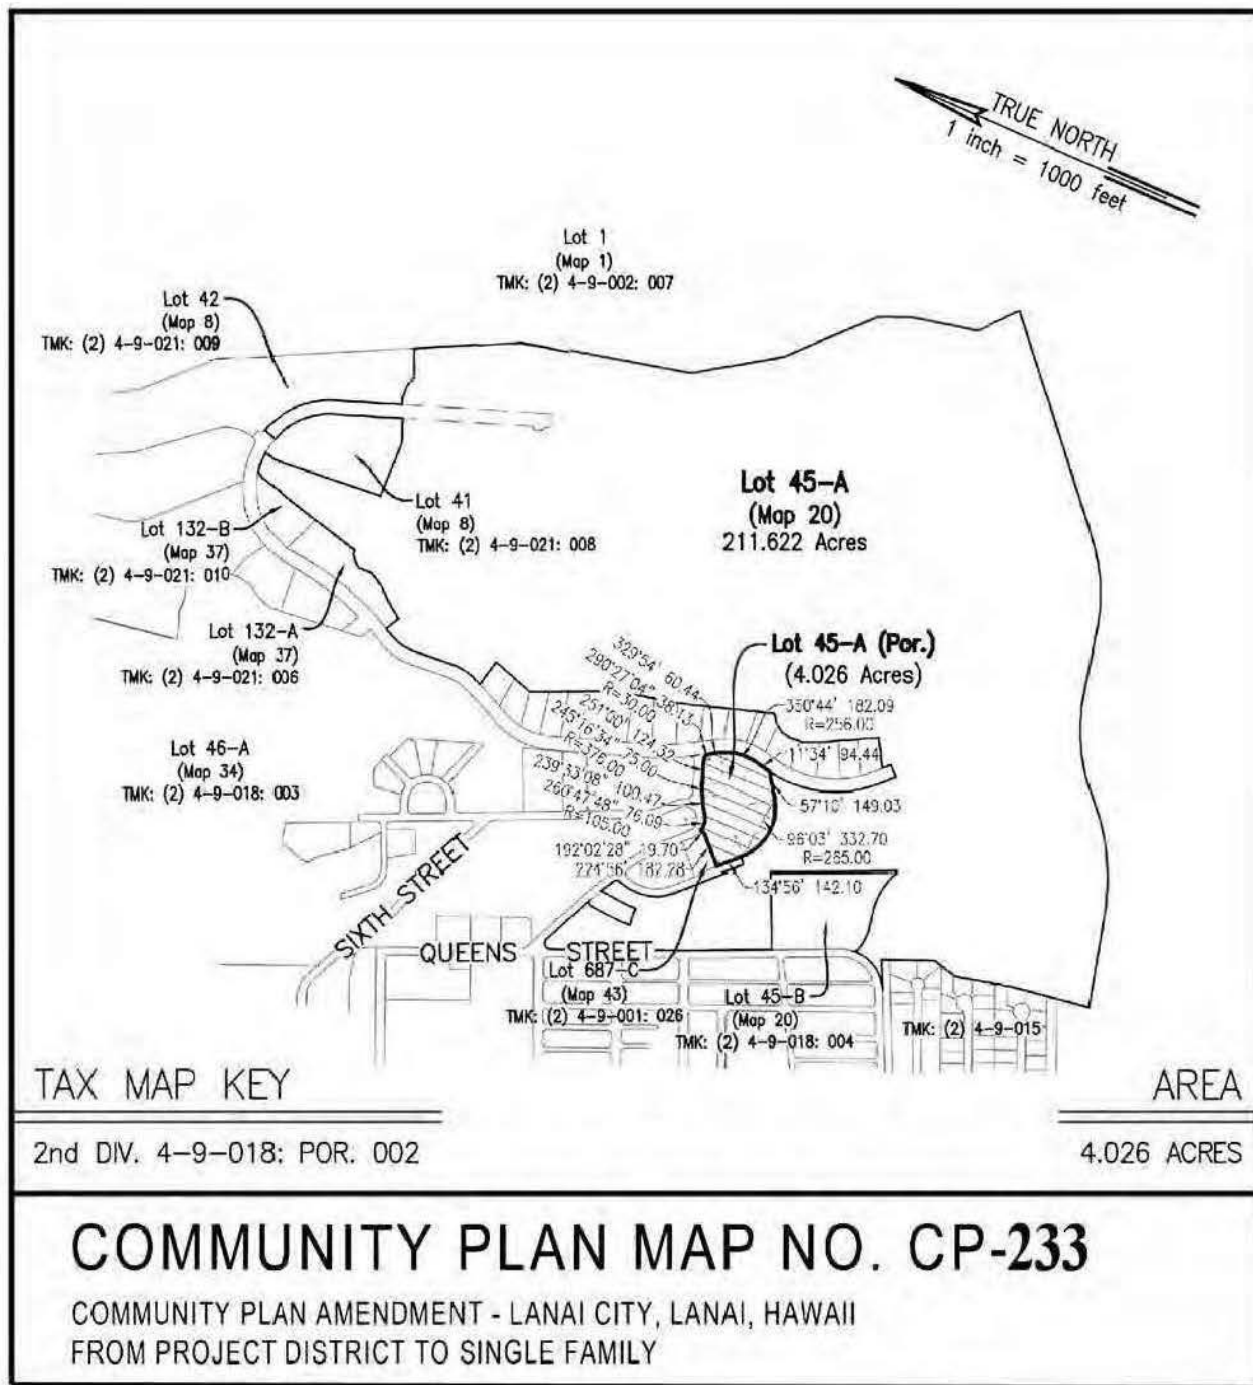 TRUE NORTH
1 inch = 1000 feet
Lot 1
(Map 1)
TMK: (2) 4-9-002: 007
Lot 42
(Map 8)
TMK: (2) 4-9-021: 009
Lot 41
(Map 8)
TMK: (2) 4-9-021: 008
Lot 45-A
(Map 20)
211.622 Acres
Lot 132-B
(Map 37)
TMK: (2) 4-9-021: 010
Lot 132-A
(Map 37)
TMK: (2) 4-9-021: 006
Lot 45-A (Por.)
(4.026 Acres)
329°54' 60.44
290°27'04" 38.13
R=30.00
251°00' 124.32
245°16'34" 75.00
R=376.00
239°33'08" 100.47
260°47'48" 76.09
R=105.00
192°02'28" 19.70
224°56' 182.28
350°44' 182.09
R=256.00
11°34' 94.44
57°10' 149.03
96°03' 332.70
R=265.00
134°56' 142.10
Lot 46-A
(Map 34)
TMK: (2) 4-9-018: 003
SIXTH STREET
QUEENS STREET
Lot 687-C
(Map 43)
TMK: (2) 4-9-001: 026
Lot 45-B
(Map 20)
TMK: (2) 4-9-018: 004
TMK: (2) 4-9-015
TAX MAP KEY
2nd DIV. 4-9-018: POR. 002
AREA
4.026 ACRES
COMMUNITY PLAN MAP NO. CP-233
COMMUNITY PLAN AMENDMENT - LANAI CITY, LANAI, HAWAII
FROM PROJECT DISTRICT TO SINGLE FAMILY